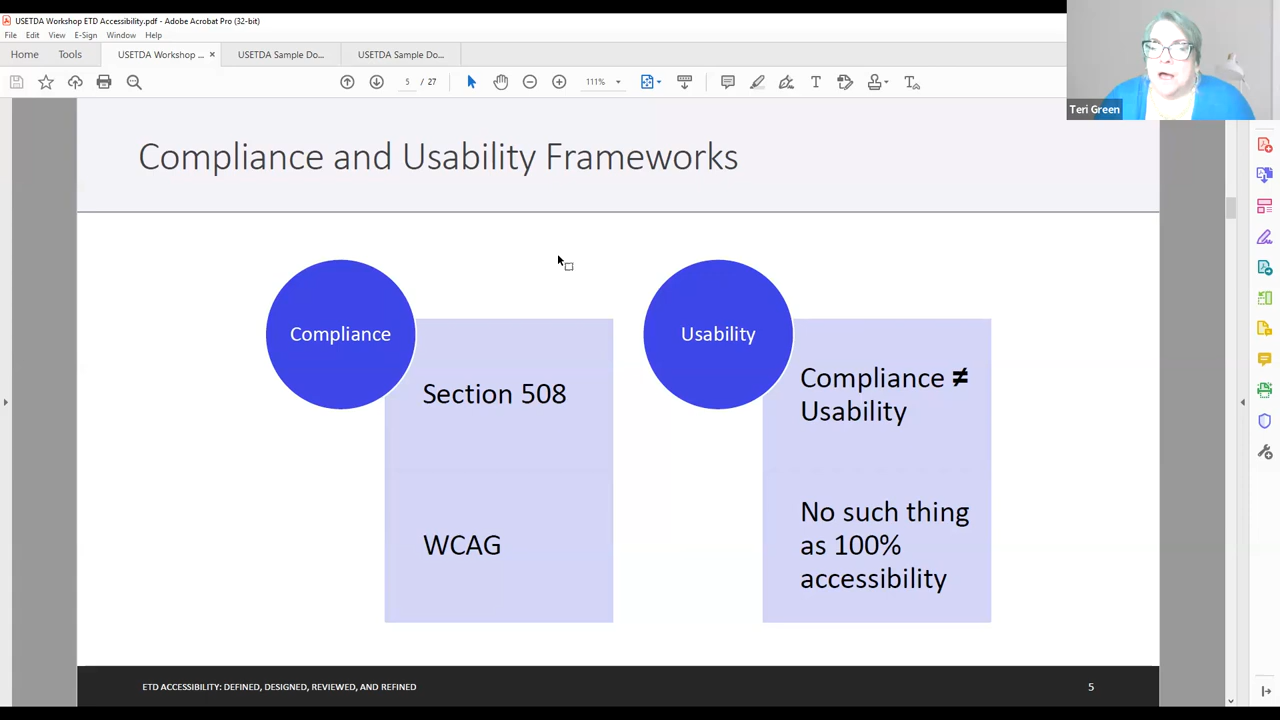 USETDA Workshop ETD Accessibility.pdf - Adobe Acrobat Pro (32-bit)
File Edit View E-Sign Window Help
Home Tools USETDA Workshop ... × USETDA Sample Do... USETDA Sample Do...
5 / 27 111%
Teri Green
Compliance and Usability Frameworks
Compliance
Section 508
WCAG
Usability
Compliance ≠
Usability
No such thing
as 100%
accessibility
ETD ACCESSIBILITY: DEFINED, DESIGNED, REVIEWED, AND REFINED 5